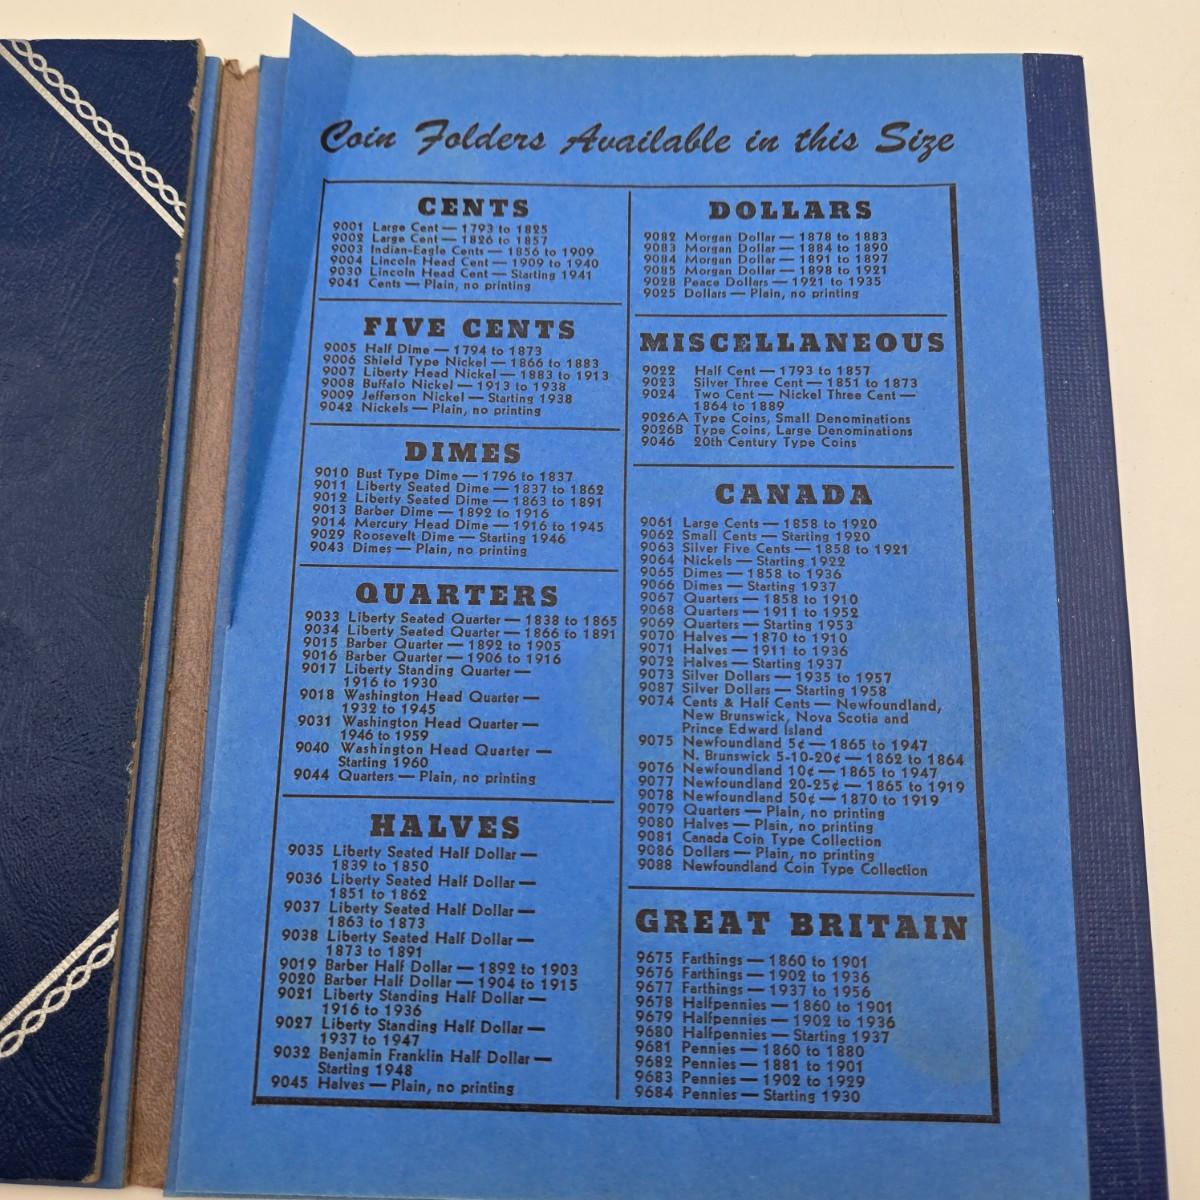 Coin Folders Available in this Size
CENTS
9001 Large Cent — 1793 to 1825
9002 Large Cent — 1826 to 1857
9003 Indian-Eagle Cents — 1856 to 1909
9004 Lincoln Head Cent — 1909 to 1940
9030 Lincoln Head Cent — Starting 1941
9041 Cents — Plain, no printing
FIVE CENTS
9005 Half Dime — 1794 to 1873
9006 Shield Type Nickel — 1866 to 1883
9007 Liberty Head Nickel — 1883 to 1913
9008 Buffalo Nickel — 1913 to 1938
9009 Jefferson Nickel — Starting 1938
9042 Nickels — Plain, no printing
DIMES
9010 Bust Type Dime — 1796 to 1837
9011 Liberty Seated Dime — 1837 to 1862
9012 Liberty Seated Dime — 1863 to 1891
9013 Barber Dime — 1892 to 1916
9014 Mercury Head Dime — 1916 to 1945
9029 Roosevelt Dime — Starting 1946
9043 Dimes — Plain, no printing
QUARTERS
9033 Liberty Seated Quarter — 1838 to 1865
9034 Liberty Seated Quarter — 1866 to 1891
9015 Barber Quarter — 1892 to 1905
9016 Barber Quarter — 1906 to 1916
9017 Liberty Standing Quarter —
1916 to 1930
9018 Washington Head Quarter —
1932 to 1945
9031 Washington Head Quarter —
1946 to 1959
9040 Washington Head Quarter —
Starting 1960
9044 Quarters — Plain, no printing
HALVES
9035 Liberty Seated Half Dollar —
1839 to 1850
9036 Liberty Seated Half Dollar —
1851 to 1862
9037 Liberty Seated Half Dollar —
1863 to 1873
9038 Liberty Seated Half Dollar —
1873 to 1891
9019 Barber Half Dollar — 1892 to 1903
9020 Barber Half Dollar — 1904 to 1915
9021 Liberty Standing Half Dollar —
1916 to 1936
9027 Liberty Standing Half Dollar —
1937 to 1947
9032 Benjamin Franklin Half Dollar —
Starting 1948
9045 Halves — Plain, no printing
DOLLARS
9082 Morgan Dollar — 1878 to 1883
9083 Morgan Dollar — 1884 to 1890
9084 Morgan Dollar — 1891 to 1897
9085 Morgan Dollar — 1898 to 1921
9028 Peace Dollars — 1921 to 1935
9025 Dollars — Plain, no printing
MISCELLANEOUS
9022 Half Cent — 1793 to 1857
9023 Silver Three Cent — 1851 to 1873
9024 Two Cent — Nickel Three Cent —
1864 to 1889
9026A Type Coins, Small Denominations
9026B Type Coins, Large Denominations
9046 20th Century Type Coins
CANADA
9061 Large Cents — 1858 to 1920
9062 Small Cents — Starting 1920
9063 Silver Five Cents — 1858 to 1921
9064 Nickels — Starting 1922
9065 Dimes — 1858 to 1936
9066 Dimes — Starting 1937
9067 Quarters — 1858 to 1910
9068 Quarters — 1911 to 1952
9069 Quarters — Starting 1953
9070 Halves — 1870 to 1910
9071 Halves — 1911 to 1936
9072 Halves — Starting 1937
9073 Silver Dollars — 1935 to 1957
9087 Silver Dollars — Starting 1958
9074 Cents & Half Cents — Newfoundland,
New Brunswick, Nova Scotia and
Prince Edward Island
9075 Newfoundland 5¢ — 1865 to 1947
N. Brunswick 5-10-20¢ — 1862 to 1864
9076 Newfoundland 10¢ — 1865 to 1947
9077 Newfoundland 20-25¢ — 1865 to 1919
9078 Newfoundland 50¢ — 1870 to 1919
9079 Quarters — Plain, no printing
9080 Halves — Plain, no printing
9081 Canada Coin Type Collection
9086 Dollars — Plain, no printing
9088 Newfoundland Coin Type Collection
GREAT BRITAIN
9675 Farthings — 1860 to 1901
9676 Farthings — 1902 to 1936
9677 Farthings — 1937 to 1956
9678 Halfpennies — 1860 to 1901
9679 Halfpennies — 1902 to 1936
9680 Halfpennies — Starting 1937
9681 Pennies — 1860 to 1880
9682 Pennies — 1881 to 1901
9683 Pennies — 1902 to 1929
9684 Pennies — Starting 1930